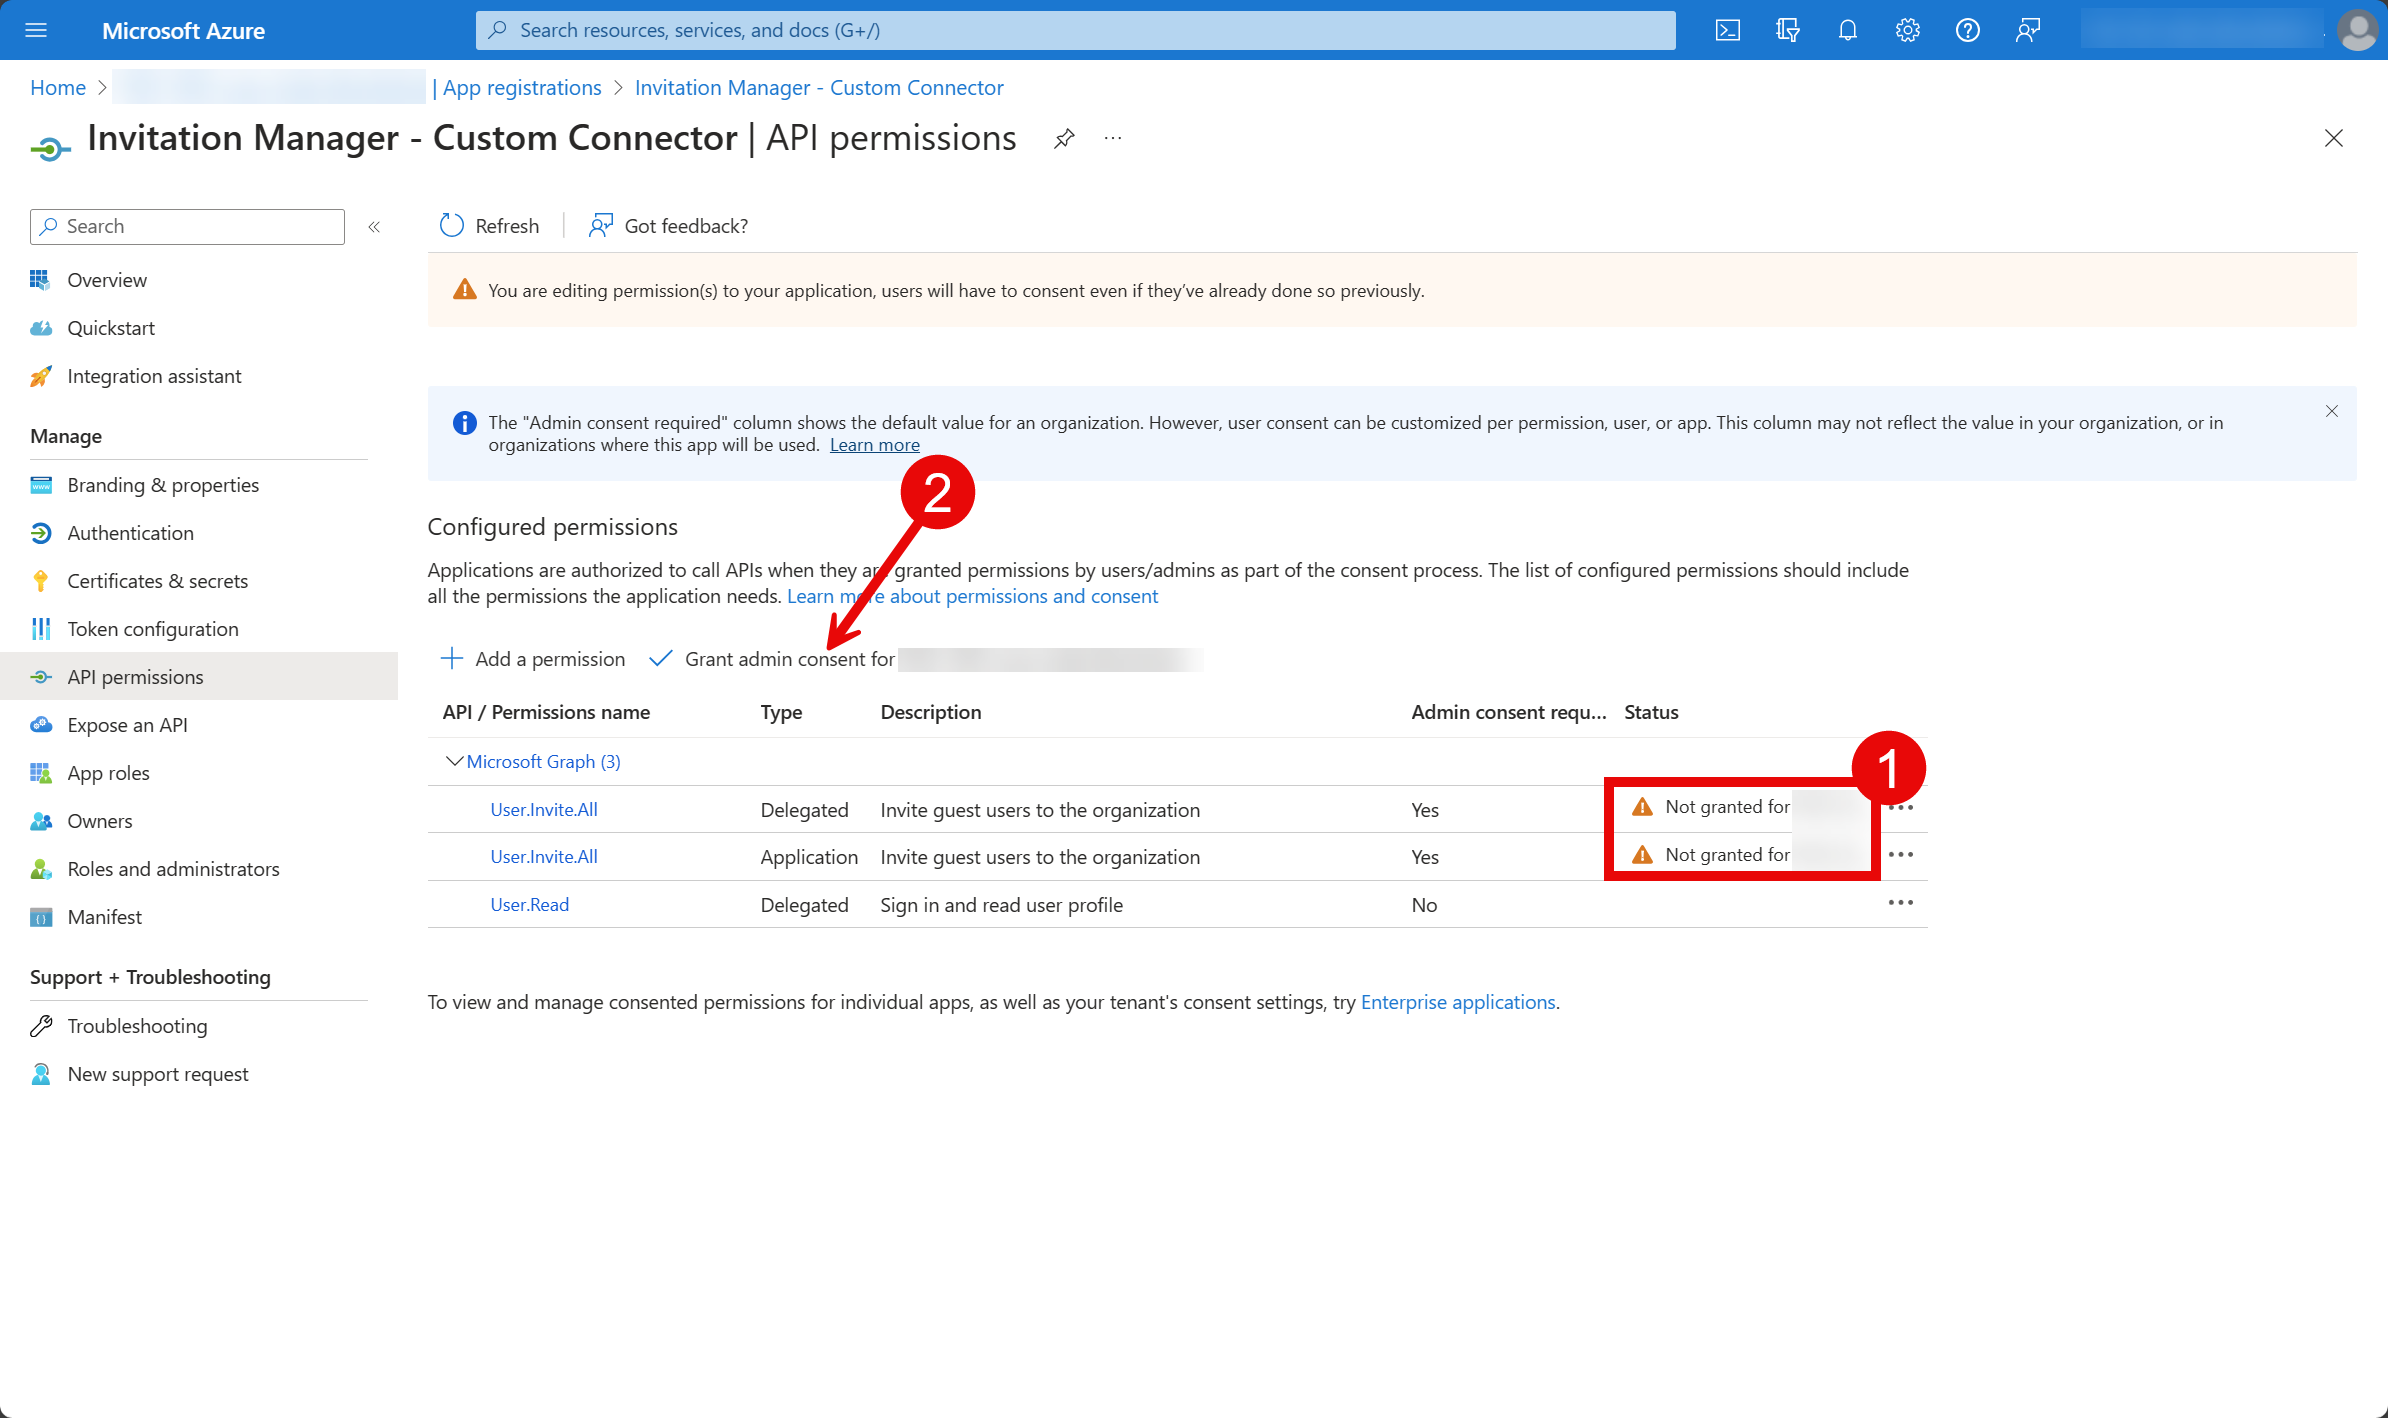 Microsoft Azure
Search resources, services, and docs (G+/)
Home > | App registrations > Invitation Manager - Custom Connector
Invitation Manager - Custom Connector | API permissions
Search
Refresh
Got feedback?
You are editing permission(s) to your application, users will have to consent even if they've already done so previously.
Overview
Quickstart
Integration assistant
Manage
Branding & properties
Authentication
Certificates & secrets
Token configuration
API permissions
Expose an API
App roles
Owners
Roles and administrators
Manifest
Support + Troubleshooting
Troubleshooting
New support request
The "Admin consent required" column shows the default value for an organization. However, user consent can be customized per permission, user, or app. This column may not reflect the value in your organization, or in
organizations where this app will be used. Learn more
2
Configured permissions
Applications are authorized to call APIs when they are granted permissions by users/admins as part of the consent process. The list of configured permissions should include
all the permissions the application needs. Learn more about permissions and consent
Add a permission
Grant admin consent for
API / Permissions name Type Description Admin consent requ... Status
Microsoft Graph (3)
1
User.Invite.All Delegated Invite guest users to the organization Yes Not granted for
User.Invite.All Application Invite guest users to the organization Yes Not granted for
User.Read Delegated Sign in and read user profile No
To view and manage consented permissions for individual apps, as well as your tenant's consent settings, try Enterprise applications.